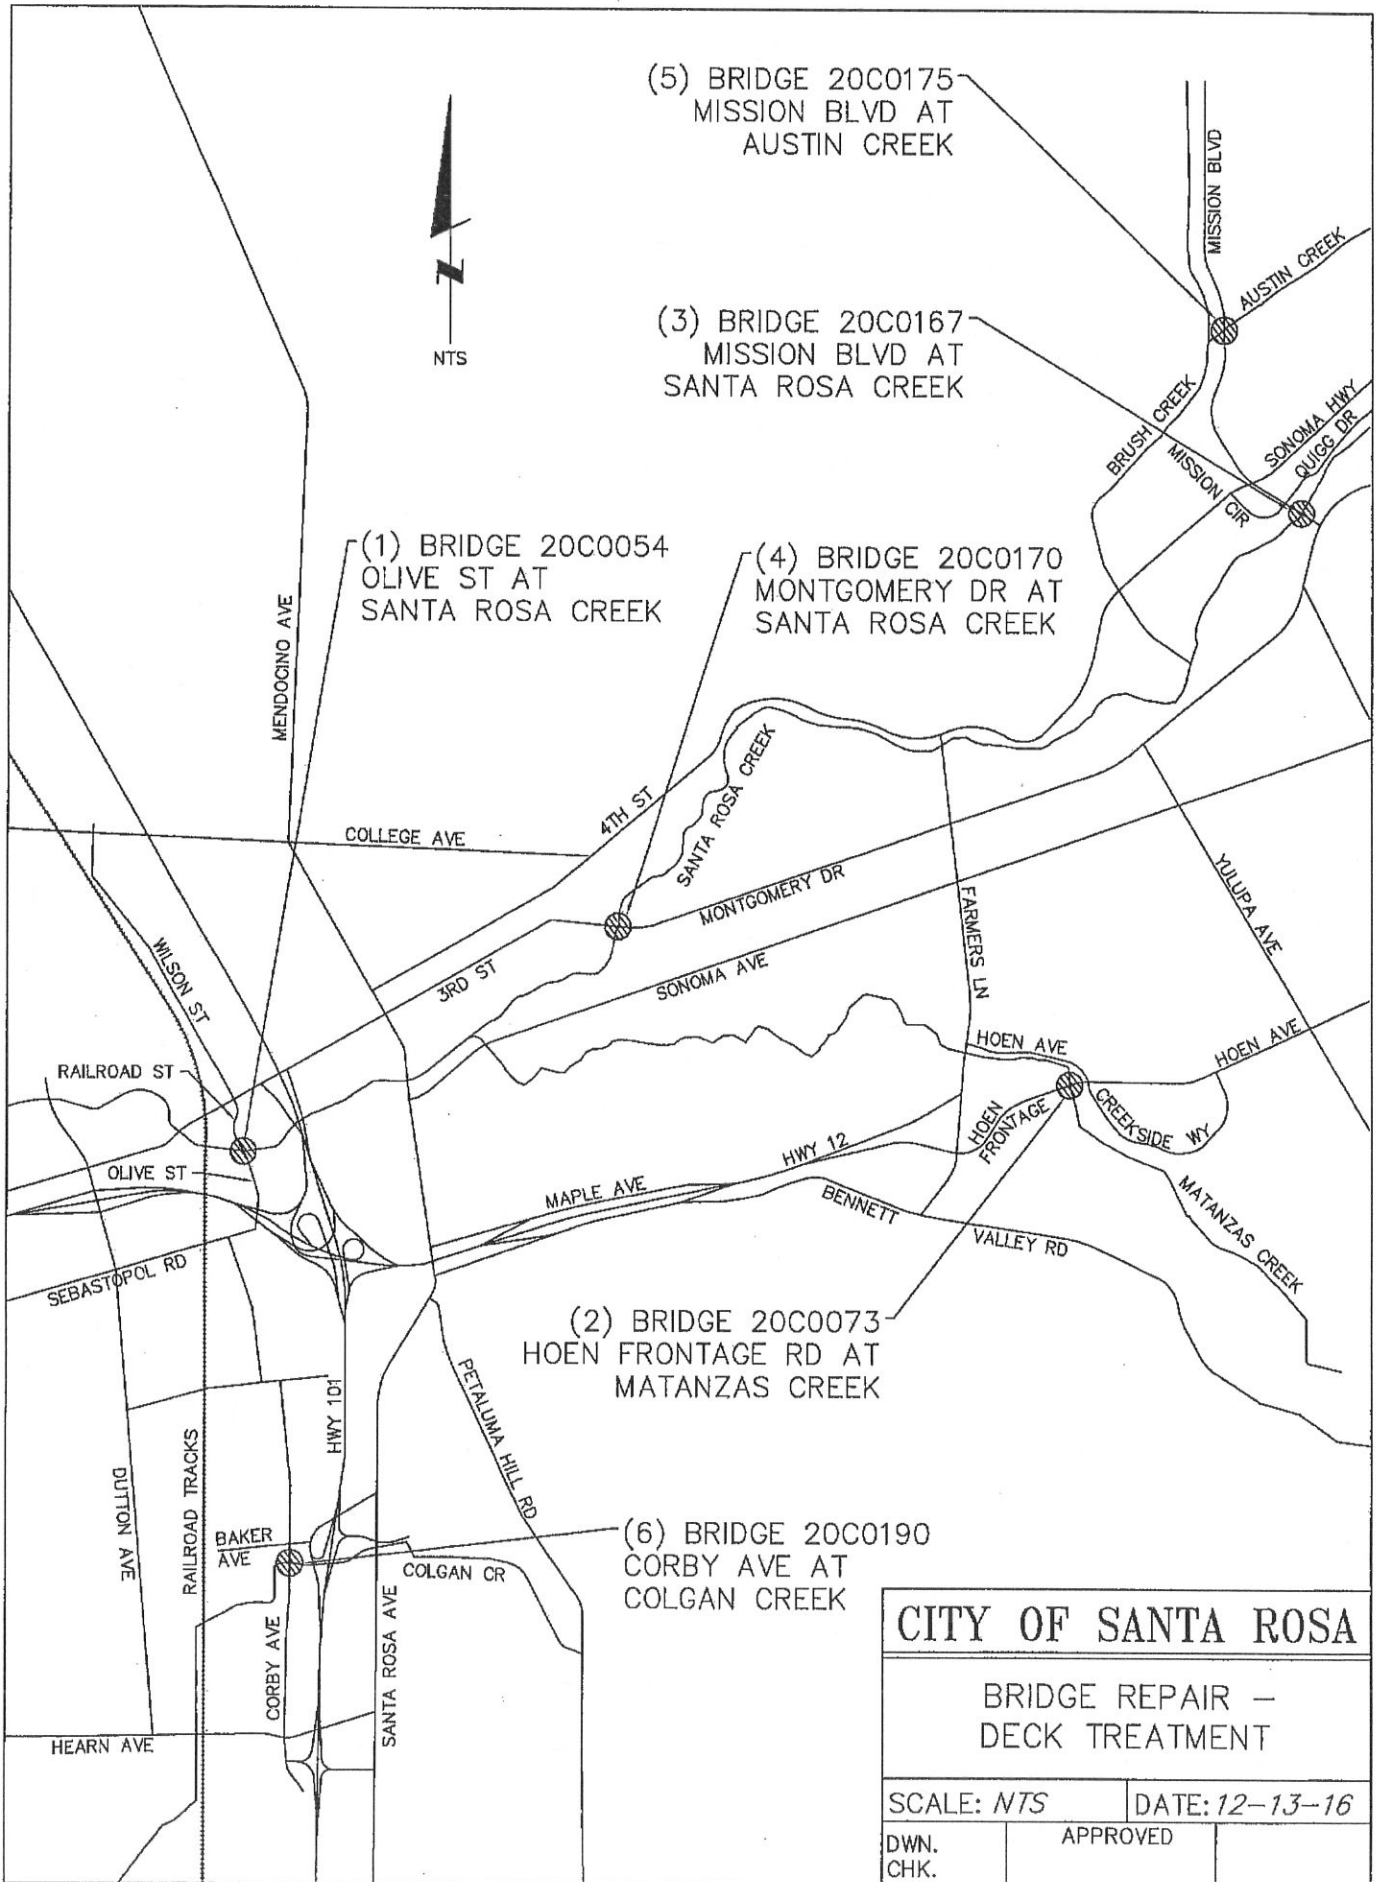 (5) BRIDGE 20C0175
MISSION BLVD AT
AUSTIN CREEK
MISSION BLVD
AUSTIN CREEK
N
NTS
(3) BRIDGE 20C0167
MISSION BLVD AT
SANTA ROSA CREEK
BRUSH CREEK
MISSION CIR
SONOMA HWY
QUIGG DR
(1) BRIDGE 20C0054
OLIVE ST AT
SANTA ROSA CREEK
(4) BRIDGE 20C0170
MONTGOMERY DR AT
SANTA ROSA CREEK
MENDOCINO AVE
COLLEGE AVE
4TH ST
SANTA ROSA CREEK
MONTGOMERY DR
FARMERS LN
YULUPA AVE
WILSON ST
3RD ST
SONOMA AVE
RAILROAD ST
HOEN AVE
HOEN AVE
HOEN
FRONTAGE
CREEKSIDE WY
OLIVE ST
HWY 12
MAPLE AVE
BENNETT
VALLEY RD
MATANZAS CREEK
SEBASTOPOL RD
(2) BRIDGE 20C0073
HOEN FRONTAGE RD AT
MATANZAS CREEK
HWY 101
PETALUMA HILL RD
DUTTON AVE
RAILROAD TRACKS
BAKER
AVE
COLGAN CR
(6) BRIDGE 20C0190
CORBY AVE AT
COLGAN CREEK
CORBY AVE
SANTA ROSA AVE
HEARN AVE
CITY OF SANTA ROSA
BRIDGE REPAIR –
DECK TREATMENT
SCALE: NTS
DATE: 12–13–16
DWN.
CHK.
APPROVED